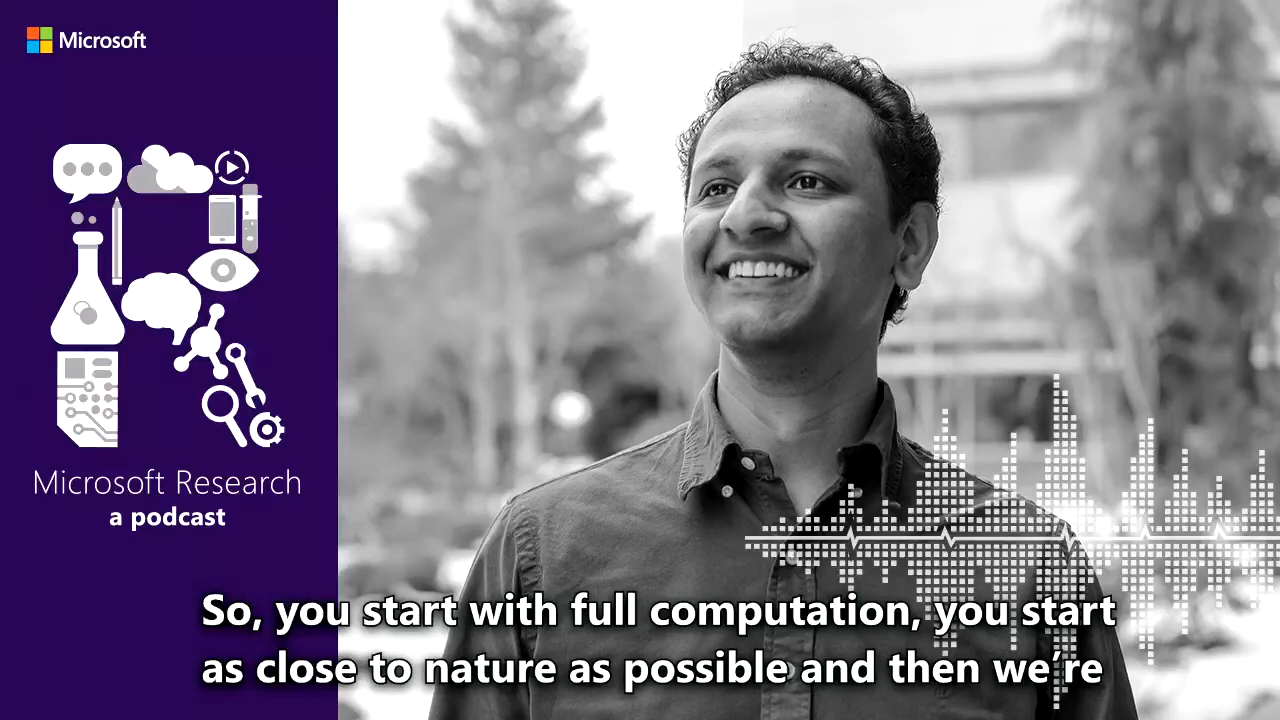 Microsoft
Microsoft Research
a podcast
So, you start with full computation, you start
as close to nature as possible and then we're